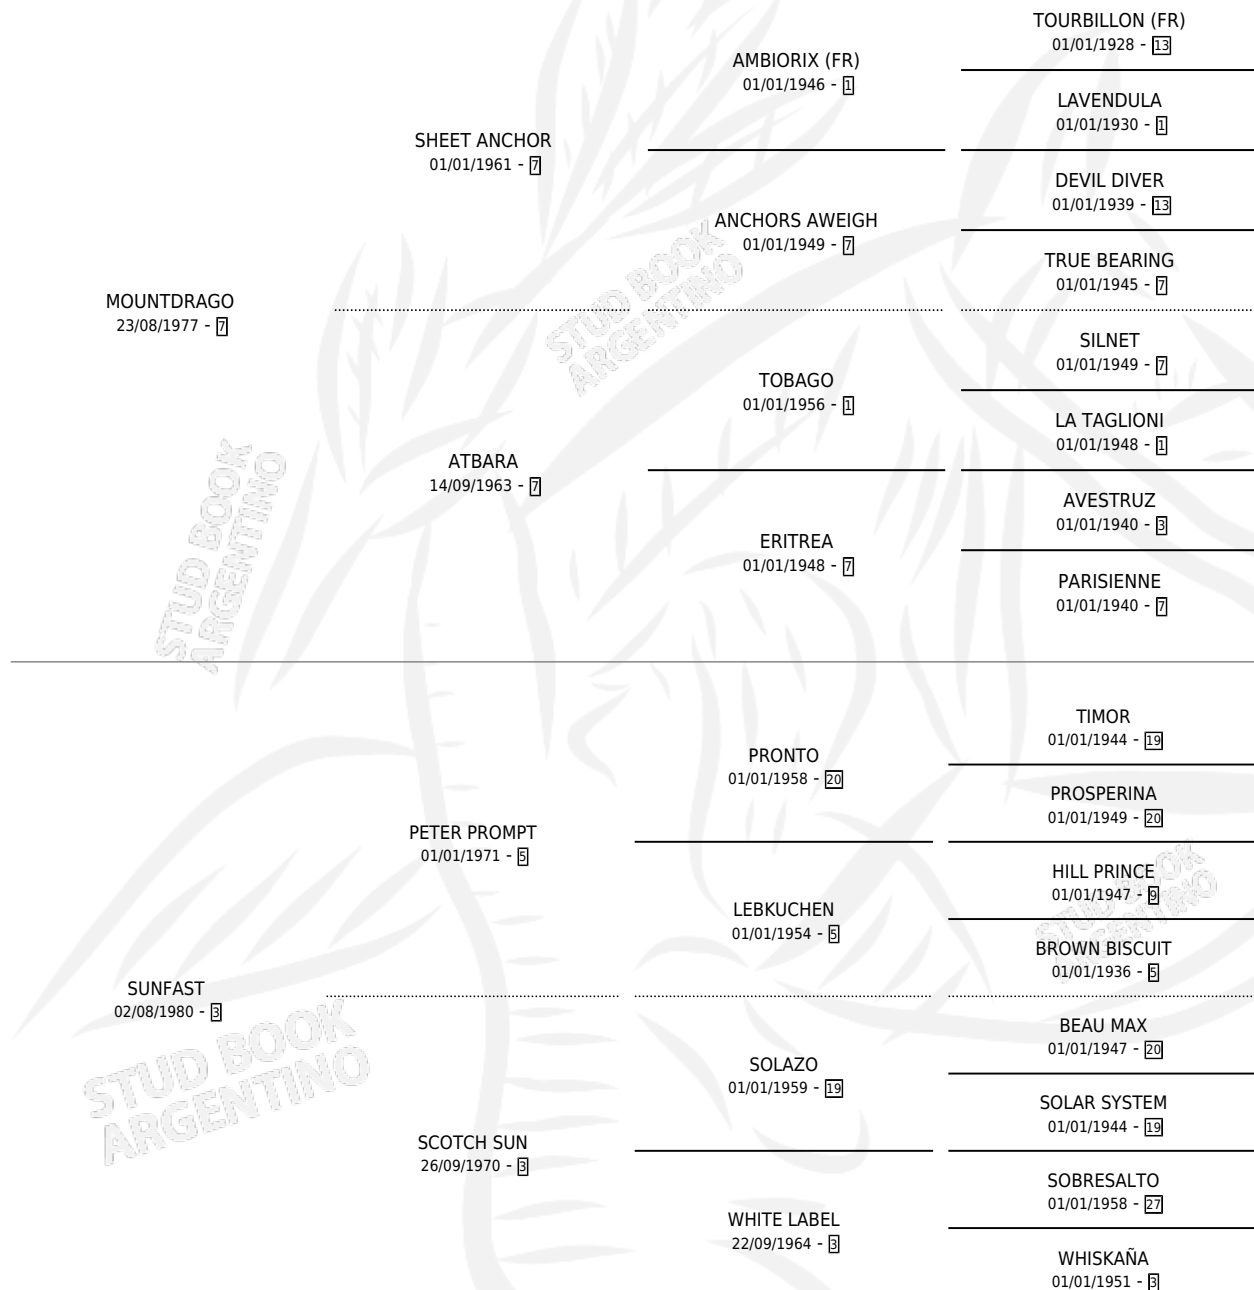 TOURBILLON (FR)
01/01/1928 - 13
AMBIORIX (FR)
01/01/1946 - 1
LAVENDULA
01/01/1930 - 1
SHEET ANCHOR
01/01/1961 - 7
DEVIL DIVER
01/01/1939 - 13
ANCHORS AWEIGH
01/01/1949 - 7
TRUE BEARING
01/01/1945 - 7
MOUNTDRAGO
23/08/1977 - 7
SILNET
01/01/1949 - 7
TOBAGO
01/01/1956 - 1
LA TAGLIONI
01/01/1948 - 1
ATBARA
14/09/1963 - 7
AVESTRUZ
01/01/1940 - 3
ERITREA
01/01/1948 - 7
PARISIENNE
01/01/1940 - 7
TIMOR
01/01/1944 - 19
PRONTO
01/01/1958 - 20
PROSPERINA
01/01/1949 - 20
PETER PROMPT
01/01/1971 - 5
HILL PRINCE
01/01/1947 - 9
LEBKUCHEN
01/01/1954 - 5
BROWN BISCUIT
01/01/1936 - 5
SUNFAST
02/08/1980 - 3
BEAU MAX
01/01/1947 - 20
SOLAZO
01/01/1959 - 19
SOLAR SYSTEM
01/01/1944 - 19
SCOTCH SUN
26/09/1970 - 3
SOBRESALTO
01/01/1958 - 27
WHITE LABEL
22/09/1964 - 3
WHISKAÑA
01/01/1951 - 3
STUD BOOK
ARGENTINO
STUD BOOK
ARGENTINO
STUD BOOK
ARGENTINO
STUD BOOK
ARGENTINO